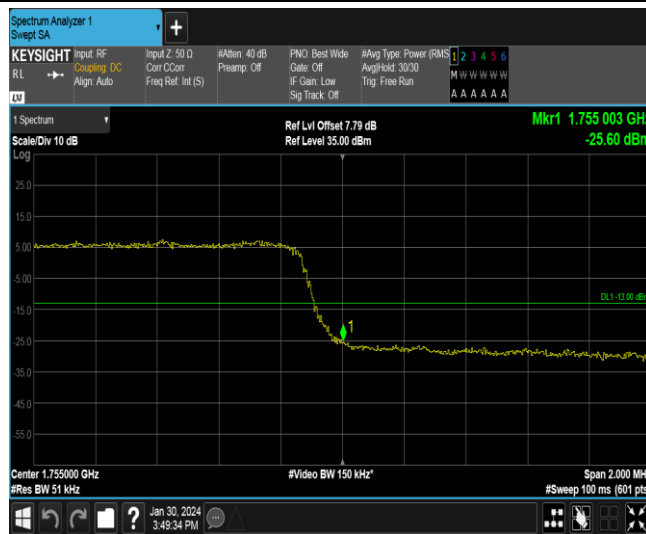 Spectrum Analyzer 1
Swept SA
+
KEYSIGHT
RL
LXI
Input: RF
Coupling: DC
Align: Auto
Input Z: 50 Ω
Corr CCorr
Freq Ref: Int (S)
#Atten: 40 dB
Preamp: Off
PNO: Best Wide
Gate: Off
IF Gain: Low
Sig Track: Off
#Avg Type: Power (RMS
Avg|Hold: 30/30
Trig: Free Run
1 2 3 4 5 6
M W W W W W
A A A A A A
1 Spectrum
Scale/Div 10 dB
Log
Ref Lvl Offset 7.79 dB
Ref Level 35.00 dBm
Mkr1 1.755 003 GHz
-25.60 dBm
25.0
15.0
5.00
-5.00
-15.0
-25.0
-35.0
-45.0
-55.0
DL1 -13.00 dBm
1
Center 1.755000 GHz
#Res BW 51 kHz
#Video BW 150 kHz*
Span 2.000 MH
#Sweep 100 ms (601 pts
?
Jan 30, 2024
3:49:34 PM